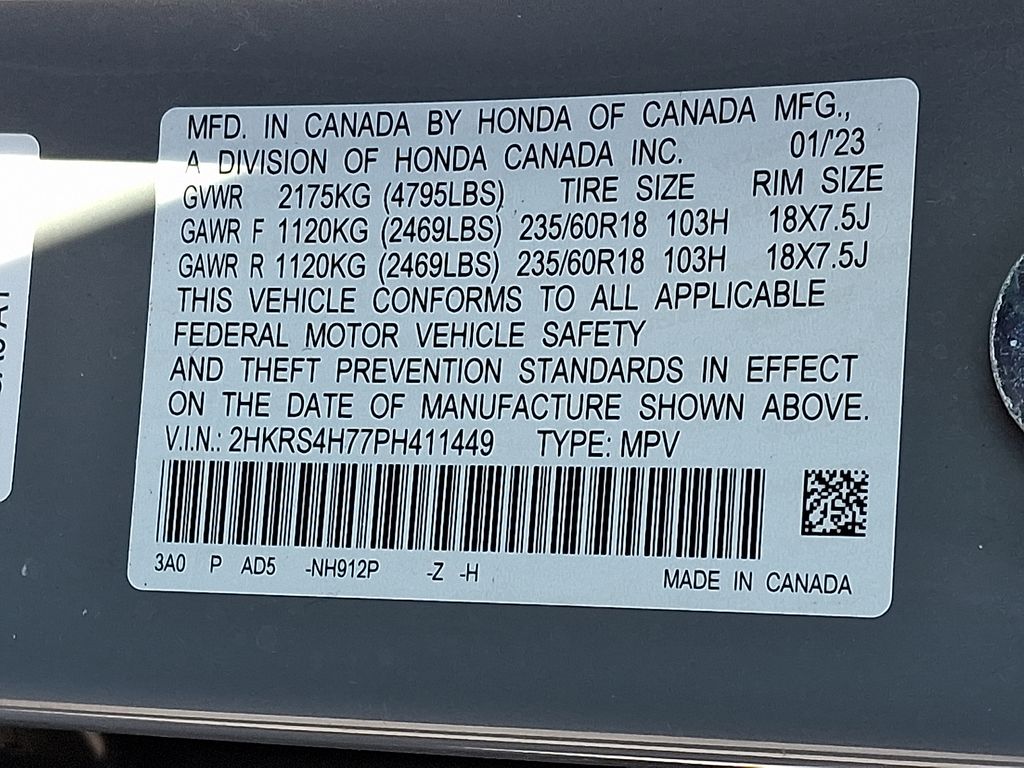 MFD. IN CANADA BY HONDA OF CANADA MFG.,
A DIVISION OF HONDA CANADA INC. 01/'23
GVWR 2175KG (4795LBS) TIRE SIZE RIM SIZE
GAWR F 1120KG (2469LBS) 235/60R18 103H 18X7.5J
GAWR R 1120KG (2469LBS) 235/60R18 103H 18X7.5J
THIS VEHICLE CONFORMS TO ALL APPLICABLE
FEDERAL MOTOR VEHICLE SAFETY
AND THEFT PREVENTION STANDARDS IN EFFECT
ON THE DATE OF MANUFACTURE SHOWN ABOVE.
V.I.N.: 2HKRS4H77PH411449 TYPE: MPV
3A0 P AD5 -NH912P -Z -H
MADE IN CANADA